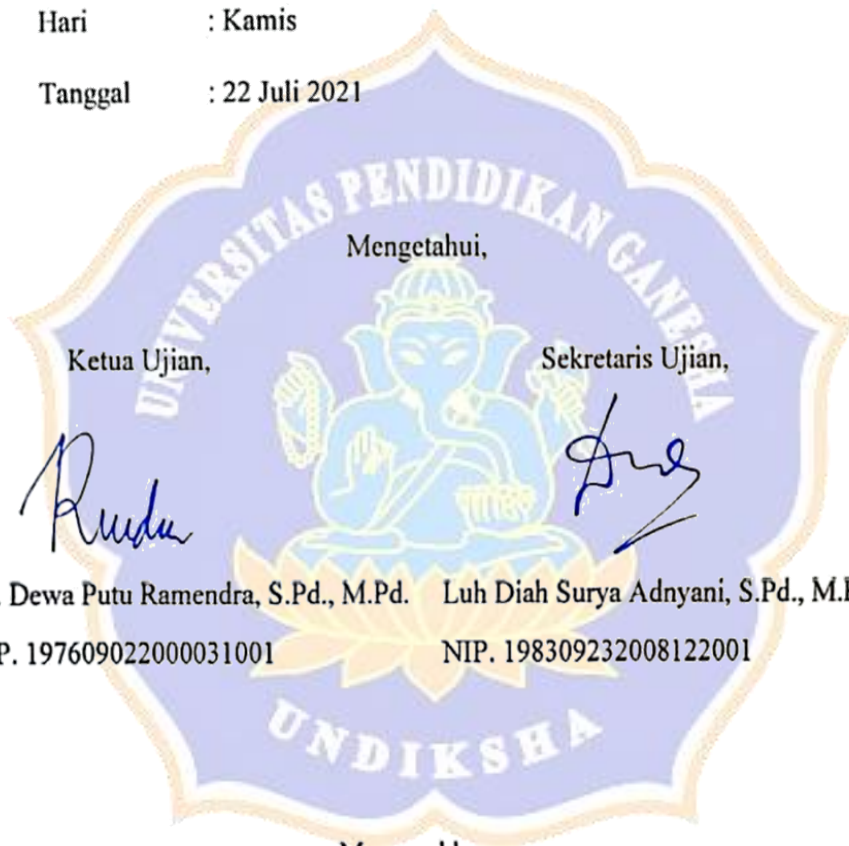 Hari : Kamis
Tanggal : 22 Juli 2021
UNIVERSITAS PENDIDIKAN GANESHA
Mengetahui,
Ketua Ujian, Sekretaris Ujian,
Dewa Putu Ramendra, S.Pd., M.Pd. Luh Diah Surya Adnyani, S.Pd.,
P. 197609022000031001 NIP. 198309232008122001
UNDIKSHA